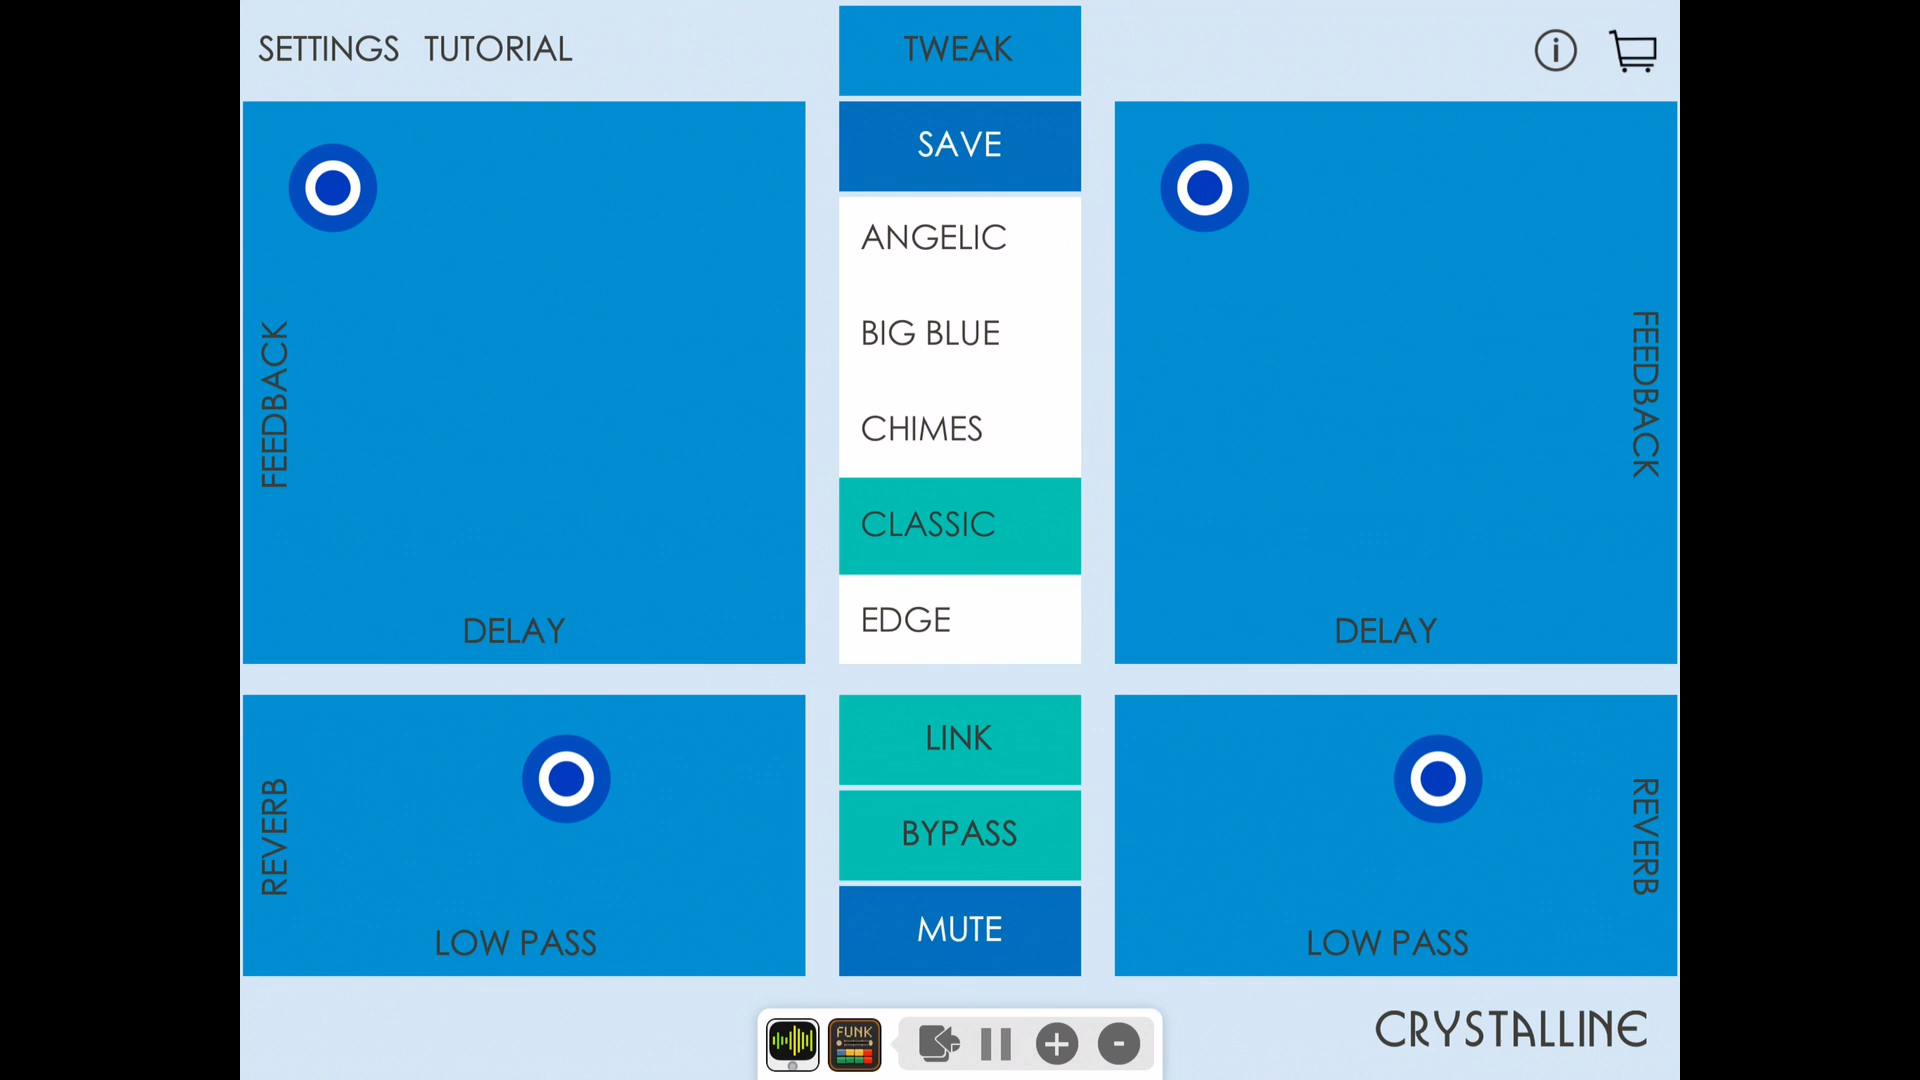 SETTINGS TUTORIAL
TWEAK
SAVE
ANGELIC
BIG BLUE
CHIMES
CLASSIC
EDGE
FEEDBACK
DELAY
FEEDBACK
DELAY
LINK
BYPASS
MUTE
REVERB
LOW PASS
REVERB
LOW PASS
CRYSTALLINE
FUNK